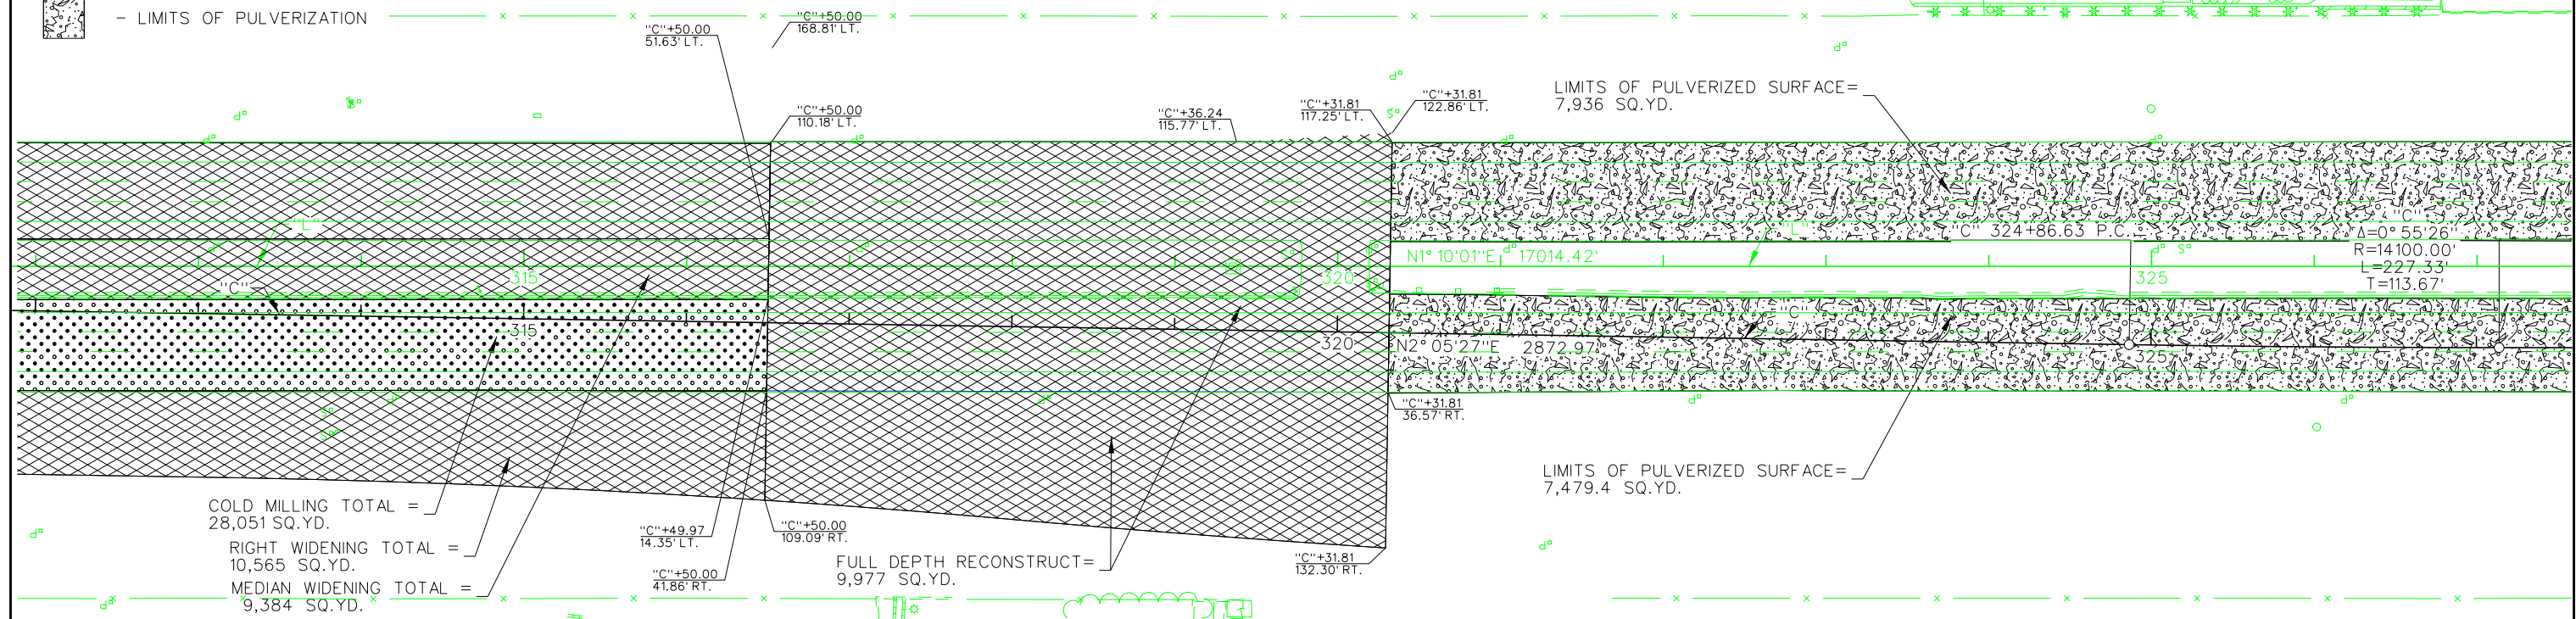 - LIMITS OF PULVERIZATION
"C"+50.00
51.63' LT.
"C"+50.00
168.81' LT.
"C"+50.00
110.18' LT.
"C"+36.24
115.77' LT.
"C"+31.81
117.25' LT.
"C"+31.81
122.86' LT.
LIMITS OF PULVERIZED SURFACE=
7,936 SQ.YD.
"L"
"L"
N1° 10'01"E 17014.42'
"C" 324+86.63 P.C.
"C"
Δ=0° 55'26"
R=14100.00'
L=227.33'
T=113.67'
315
320
325
"C"
315
320
N2° 05'27"E 2872.97'
"C"
325
"C"+31.81
36.57' RT.
COLD MILLING TOTAL =
28,051 SQ.YD.
RIGHT WIDENING TOTAL =
10,565 SQ.YD.
MEDIAN WIDENING TOTAL =
9,384 SQ.YD.
"C"+49.97
14.35' LT.
"C"+50.00
41.86' RT.
"C"+50.00
109.09' RT.
FULL DEPTH RECONSTRUCT=
9,977 SQ.YD.
"C"+31.81
132.30' RT.
LIMITS OF PULVERIZED SURFACE=
7,479.4 SQ.YD.